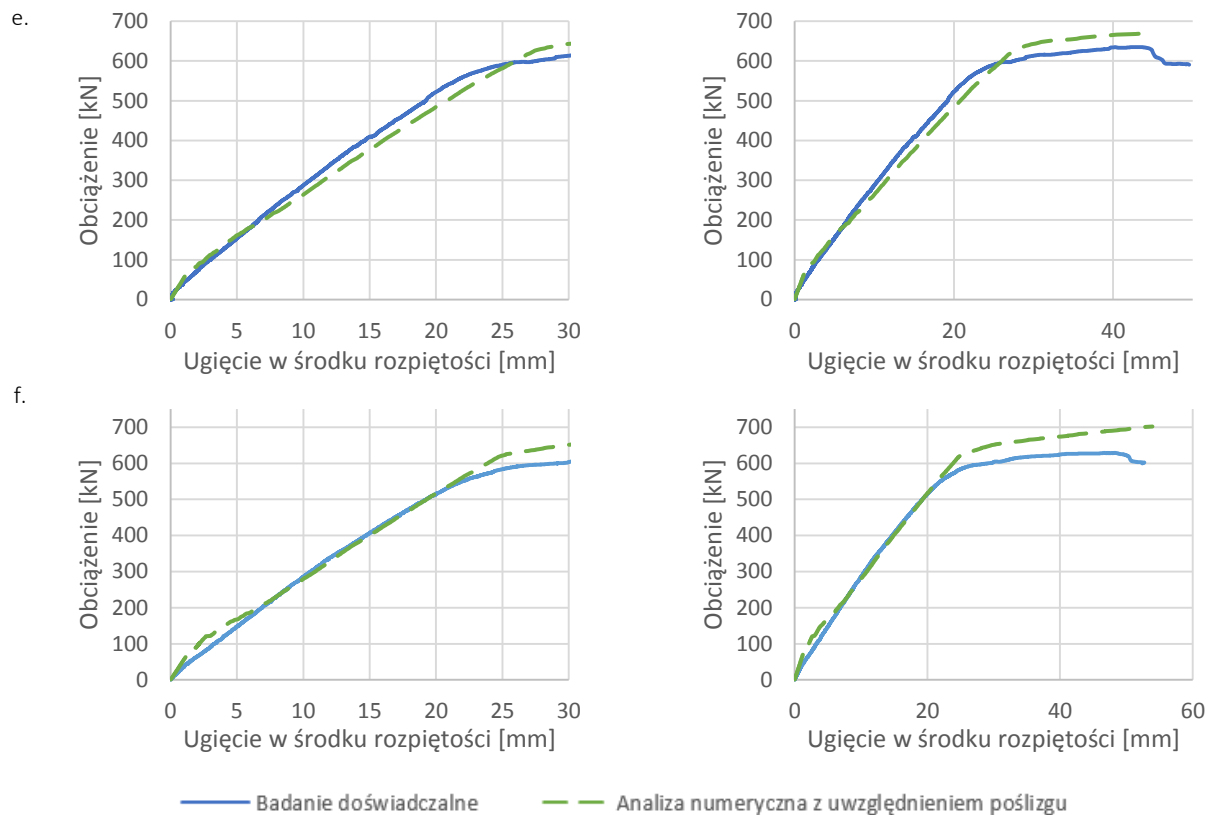 e.
Obciążenie [kN]
700
600
500
400
300
200
100
0
0 5 10 15 20 25 30
Ugięcie w środku rozpiętości [mm]
Obciążenie [kN]
700
600
500
400
300
200
100
0
0 20 40
Ugięcie w środku rozpiętości [mm]
f.
Obciążenie [kN]
700
600
500
400
300
200
100
0
0 5 10 15 20 25 30
Ugięcie w środku rozpiętości [mm]
Obciążenie [kN]
700
600
500
400
300
200
100
0
0 20 40 60
Ugięcie w środku rozpiętości [mm]
Badanie doświadczalne
Analiza numeryczna z uwzględnieniem poślizgu